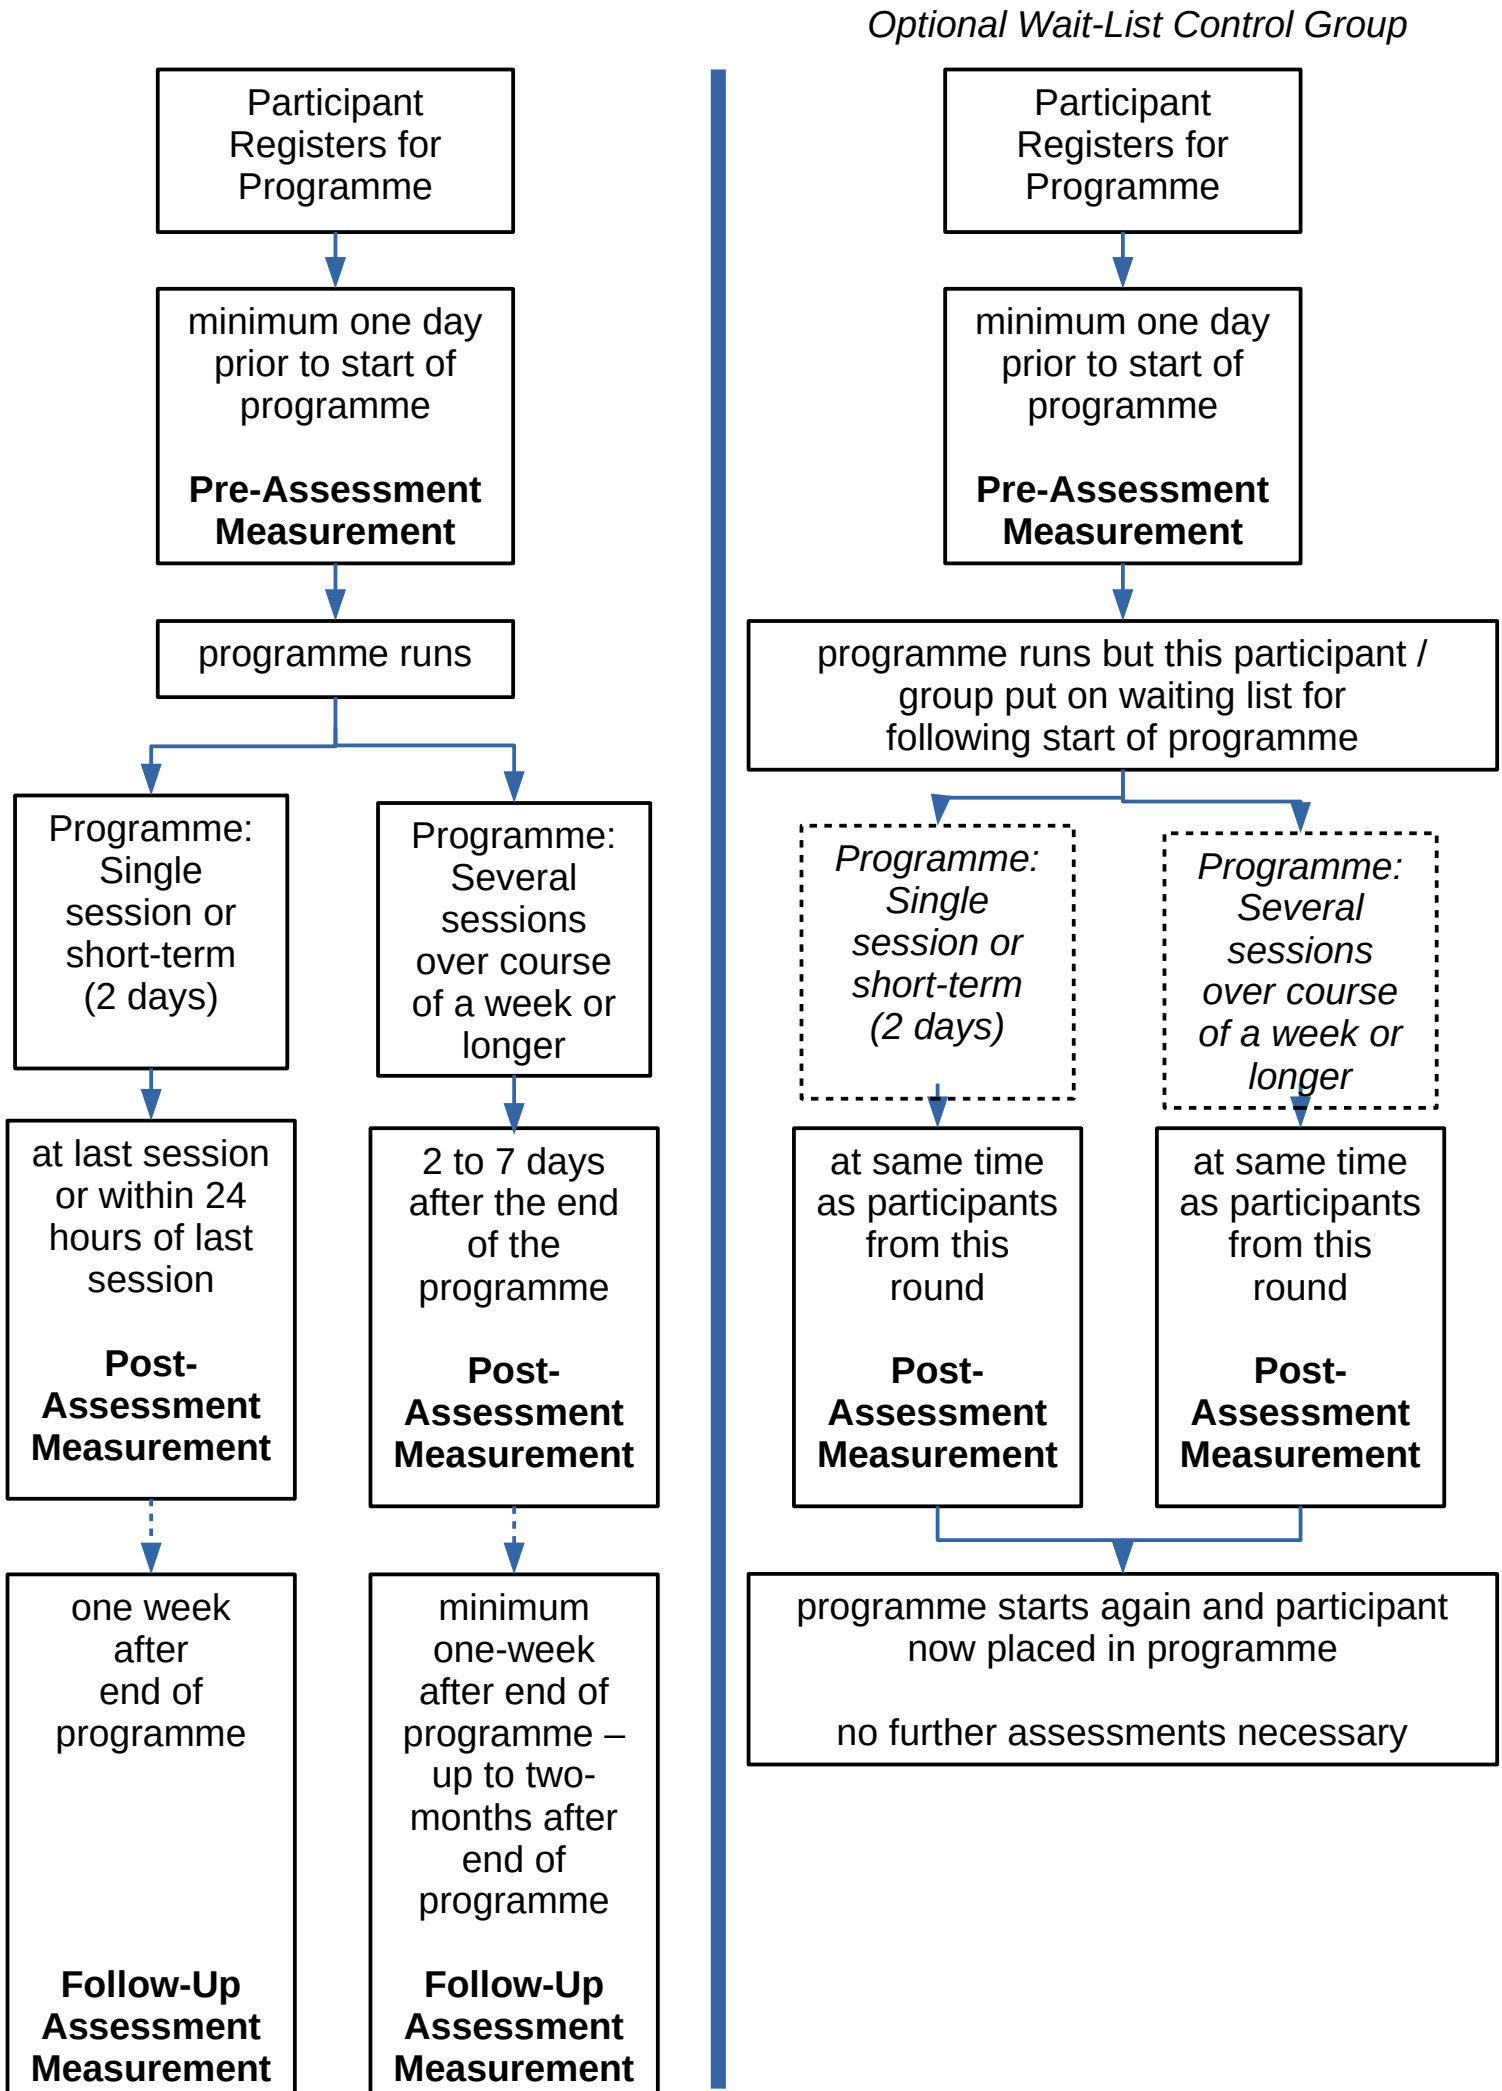 Optional Wait-List Control Group
Participant
Registers for
Programme
minimum one day
prior to start of
programme
Pre-Assessment
Measurement
programme runs
Programme:
Single
session or
short-term
(2 days)
Programme:
Several
sessions
over course
of a week or
longer
at last session
or within 24
hours of last
session
Post-
Assessment
Measurement
2 to 7 days
after the end
of the
programme
Post-
Assessment
Measurement
one week
after
end of
programme
Follow-Up
Assessment
Measurement
minimum
one-week
after end of
programme –
up to two-
months after
end of
programme
Follow-Up
Assessment
Measurement
Participant
Registers for
Programme
minimum one day
prior to start of
programme
Pre-Assessment
Measurement
programme runs but this participant /
group put on waiting list for
following start of programme
Programme:
Single
session or
short-term
(2 days)
Programme:
Several
sessions
over course
of a week or
longer
at same time
as participants
from this
round
Post-
Assessment
Measurement
at same time
as participants
from this
round
Post-
Assessment
Measurement
programme starts again and participant
now placed in programme
no further assessments necessary